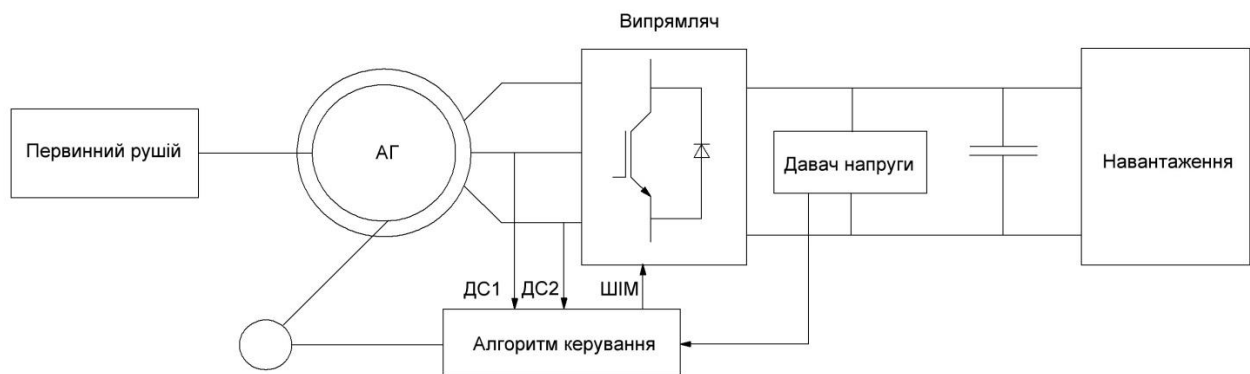 Випрямляч
Первинний рушій
АГ
Давач напруги
Навантаження
ДС1
ДС2
ШІМ
Алгоритм керування